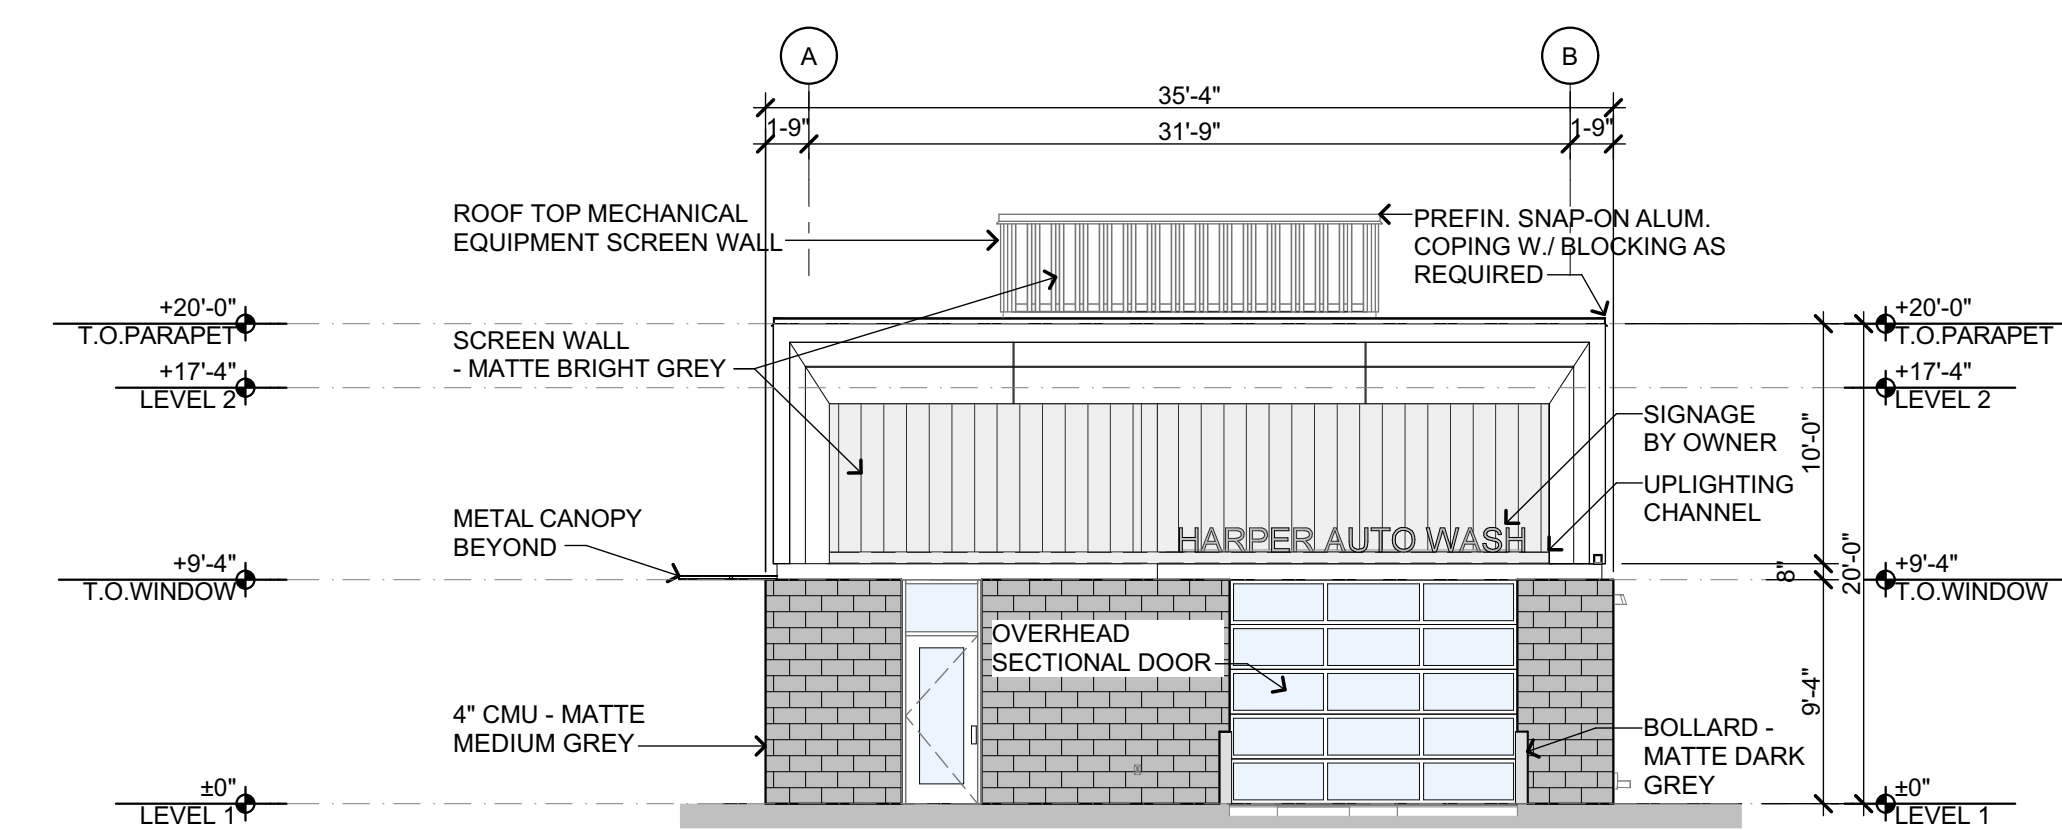 A
B
35'-4"
1-9"
31'-9"
1-9"
ROOF TOP MECHANICAL
EQUIPMENT SCREEN WALL
PREFIN. SNAP-ON ALUM.
COPING W./ BLOCKING AS
REQUIRED
+20'-0"
T.O.PARAPET
+20'-0"
T.O.PARAPET
SCREEN WALL
- MATTE BRIGHT GREY
+17'-4"
LEVEL 2
+17'-4"
LEVEL 2
SIGNAGE
BY OWNER
10'-0"
UPLIGHTING
CHANNEL
METAL CANOPY
BEYOND
HARPER AUTO WASH
+9'-4"
T.O.WINDOW
8"
20'-0"
+9'-4"
T.O.WINDOW
OVERHEAD
SECTIONAL DOOR
9'-4"
4" CMU - MATTE
MEDIUM GREY
BOLLARD -
MATTE DARK
GREY
±0"
LEVEL 1
±0"
LEVEL 1